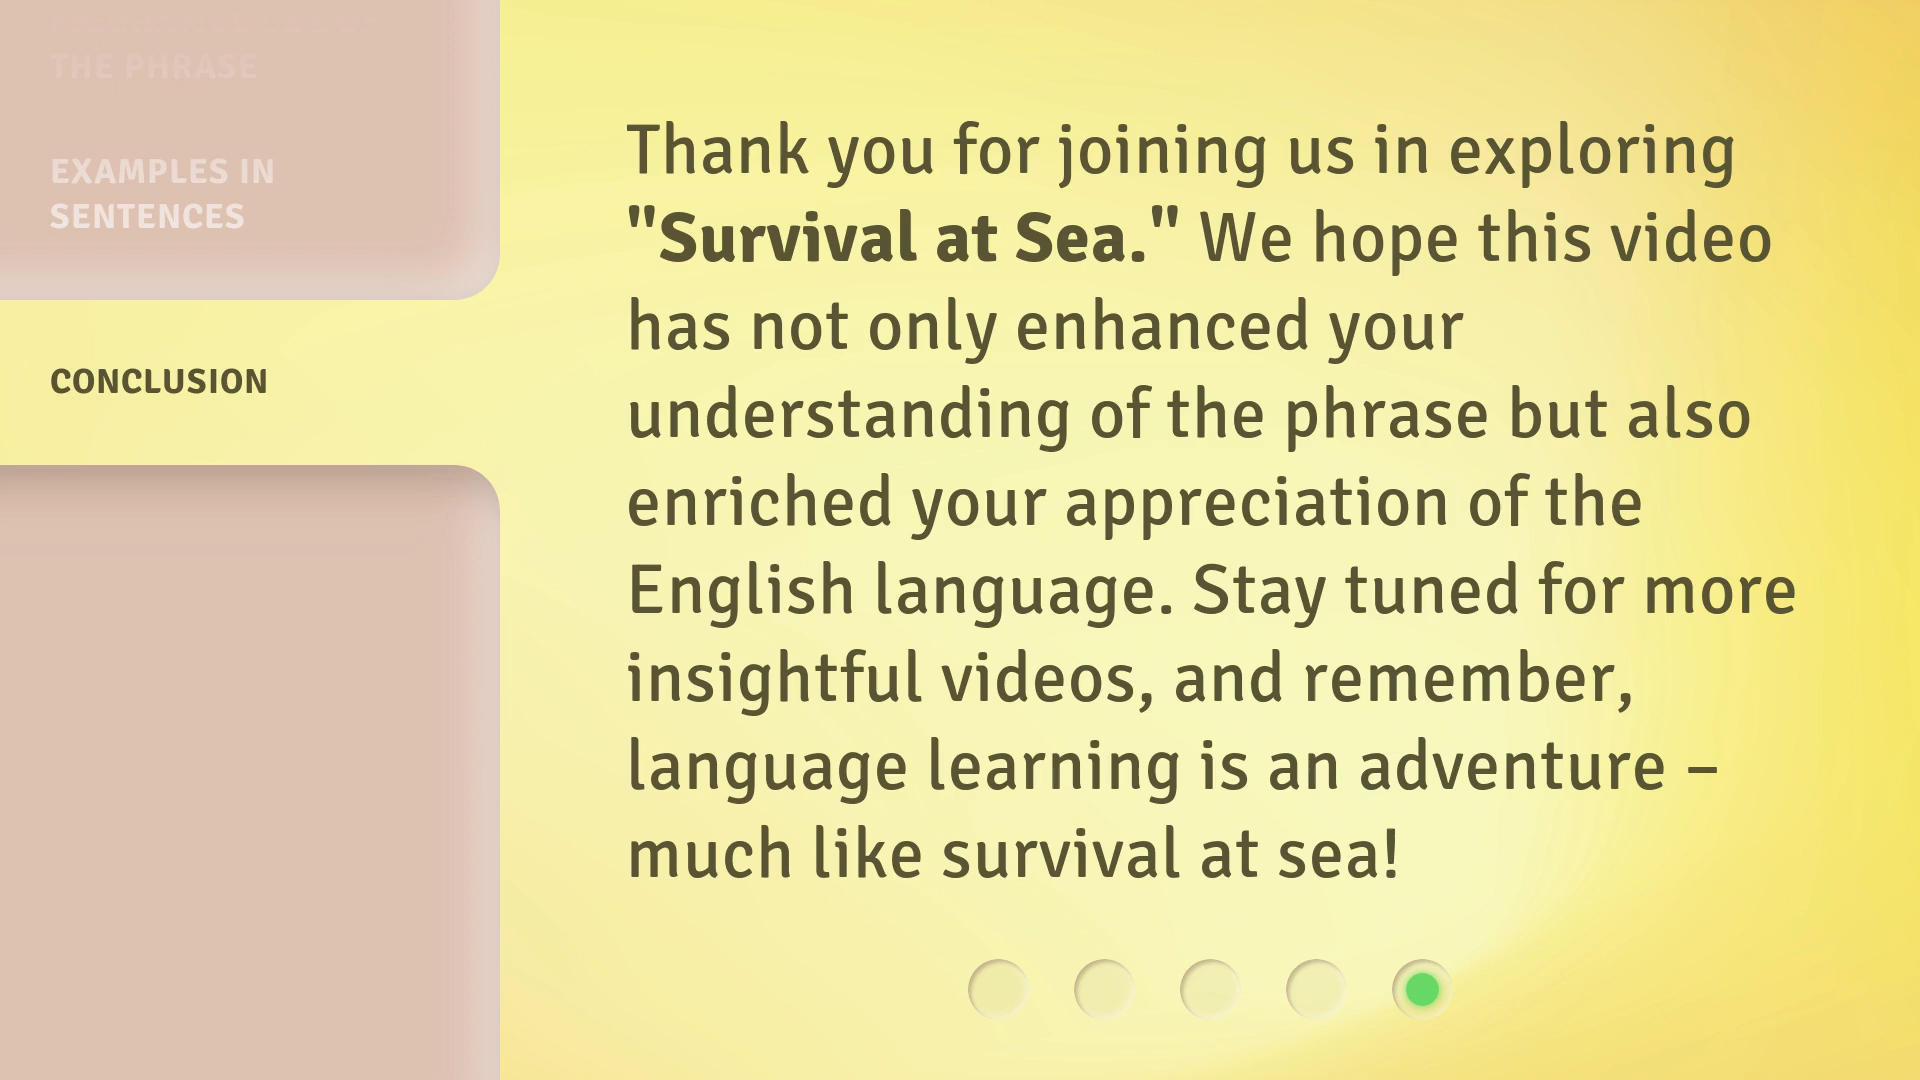 THE PHRASE
EXAMPLES IN
SENTENCES
CONCLUSION
Thank you for joining us in exploring
"Survival at Sea." We hope this video
has not only enhanced your
understanding of the phrase but also
enriched your appreciation of the
English language. Stay tuned for more
insightful videos, and remember,
language learning is an adventure –
much like survival at sea!